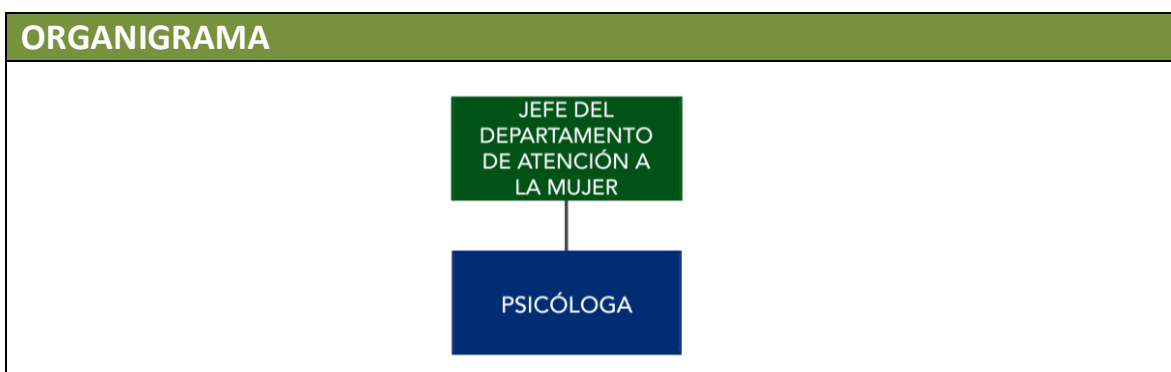 ORGANIGRAMA
JEFE DEL
DEPARTAMENTO
DE ATENCIÓN A
LA MUJER
PSICÓLOGA